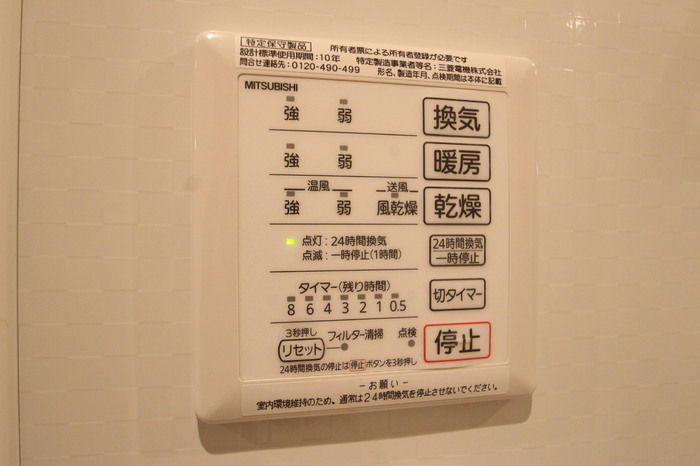 特定保守製品 所有者票による所有者登録が必要です
設計標準使用期間:10年 特定製造事業者等名:三菱電機株式会社
問合せ連絡先:0120-490-499 形名、製造年月、点検期間は本体に記載
MITSUBISHI
強 弱 換気
強 弱 暖房
温風 送風
強 弱 風乾燥 乾燥
点灯:24時間換気
点滅:一時停止(1時間)
24時間換気
一時停止
タイマー(残り時間)
8 6 4 3 2 1 0.5
切タイマー
3秒押し
リセット フィルター清掃 点検
停止
24時間換気の停止は停止ボタンを3秒押し
-お願い-
室内環境維持のため、通常は24時間換気を停止させないでください。